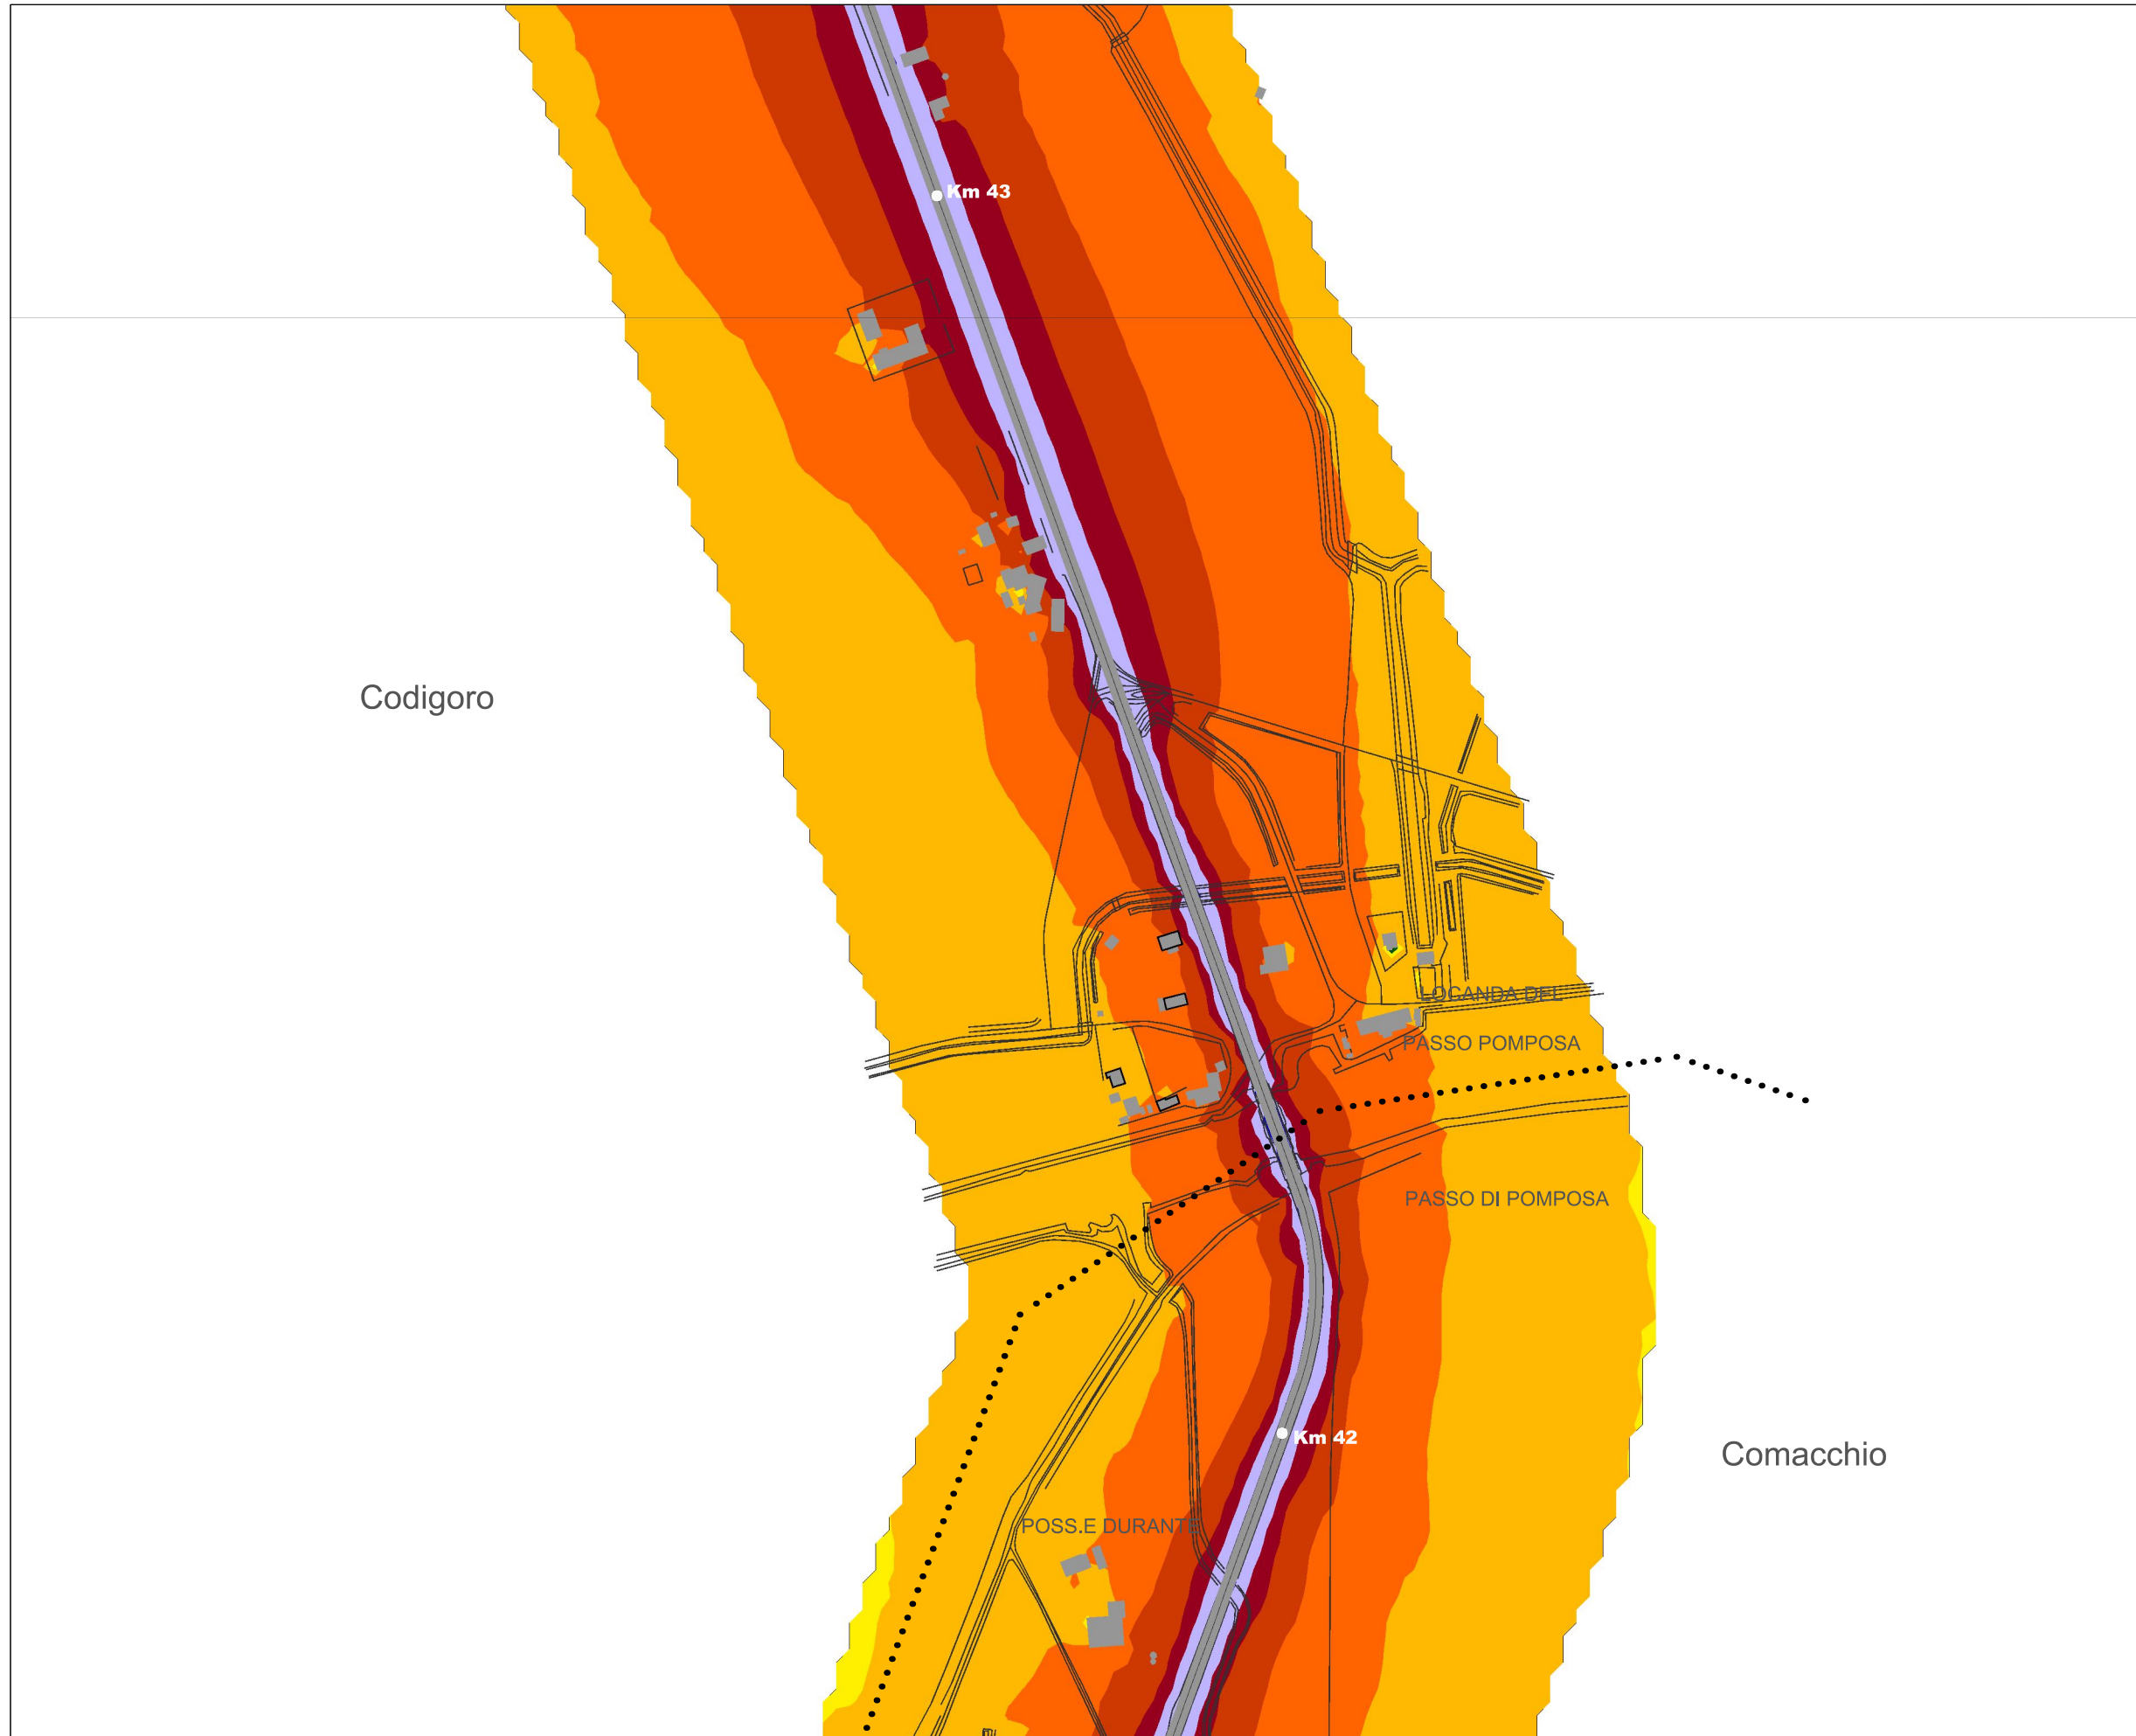 Km 43
Codigoro
LOCANDA DEL
PASSO POMPOSA
PASSO DI POMPOSA
Km 42
Comacchio
POSS.E DURANTE